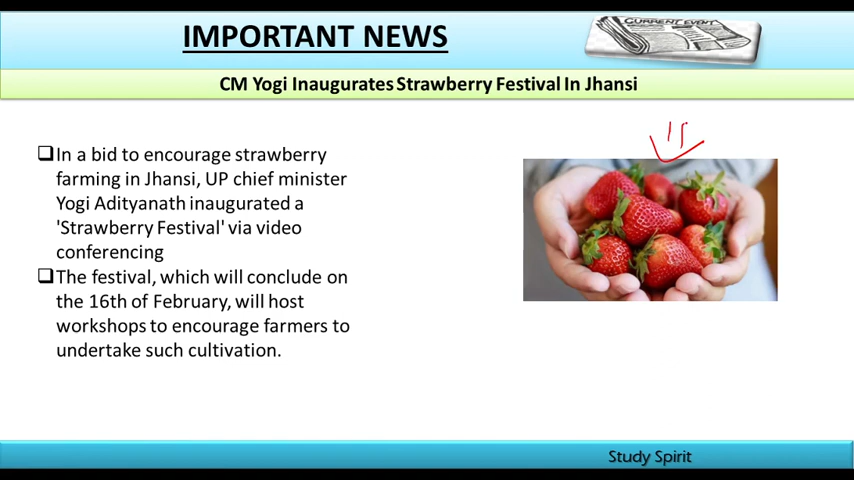 IMPORTANT NEWS
CURRENT EVENT
CM Yogi Inaugurates Strawberry Festival In Jhansi
In a bid to encourage strawberry
farming in Jhansi, UP chief minister
Yogi Adityanath inaugurated a
'Strawberry Festival' via video
conferencing
The festival, which will conclude on
the 16th of February, will host
workshops to encourage farmers to
undertake such cultivation.
Study Spirit